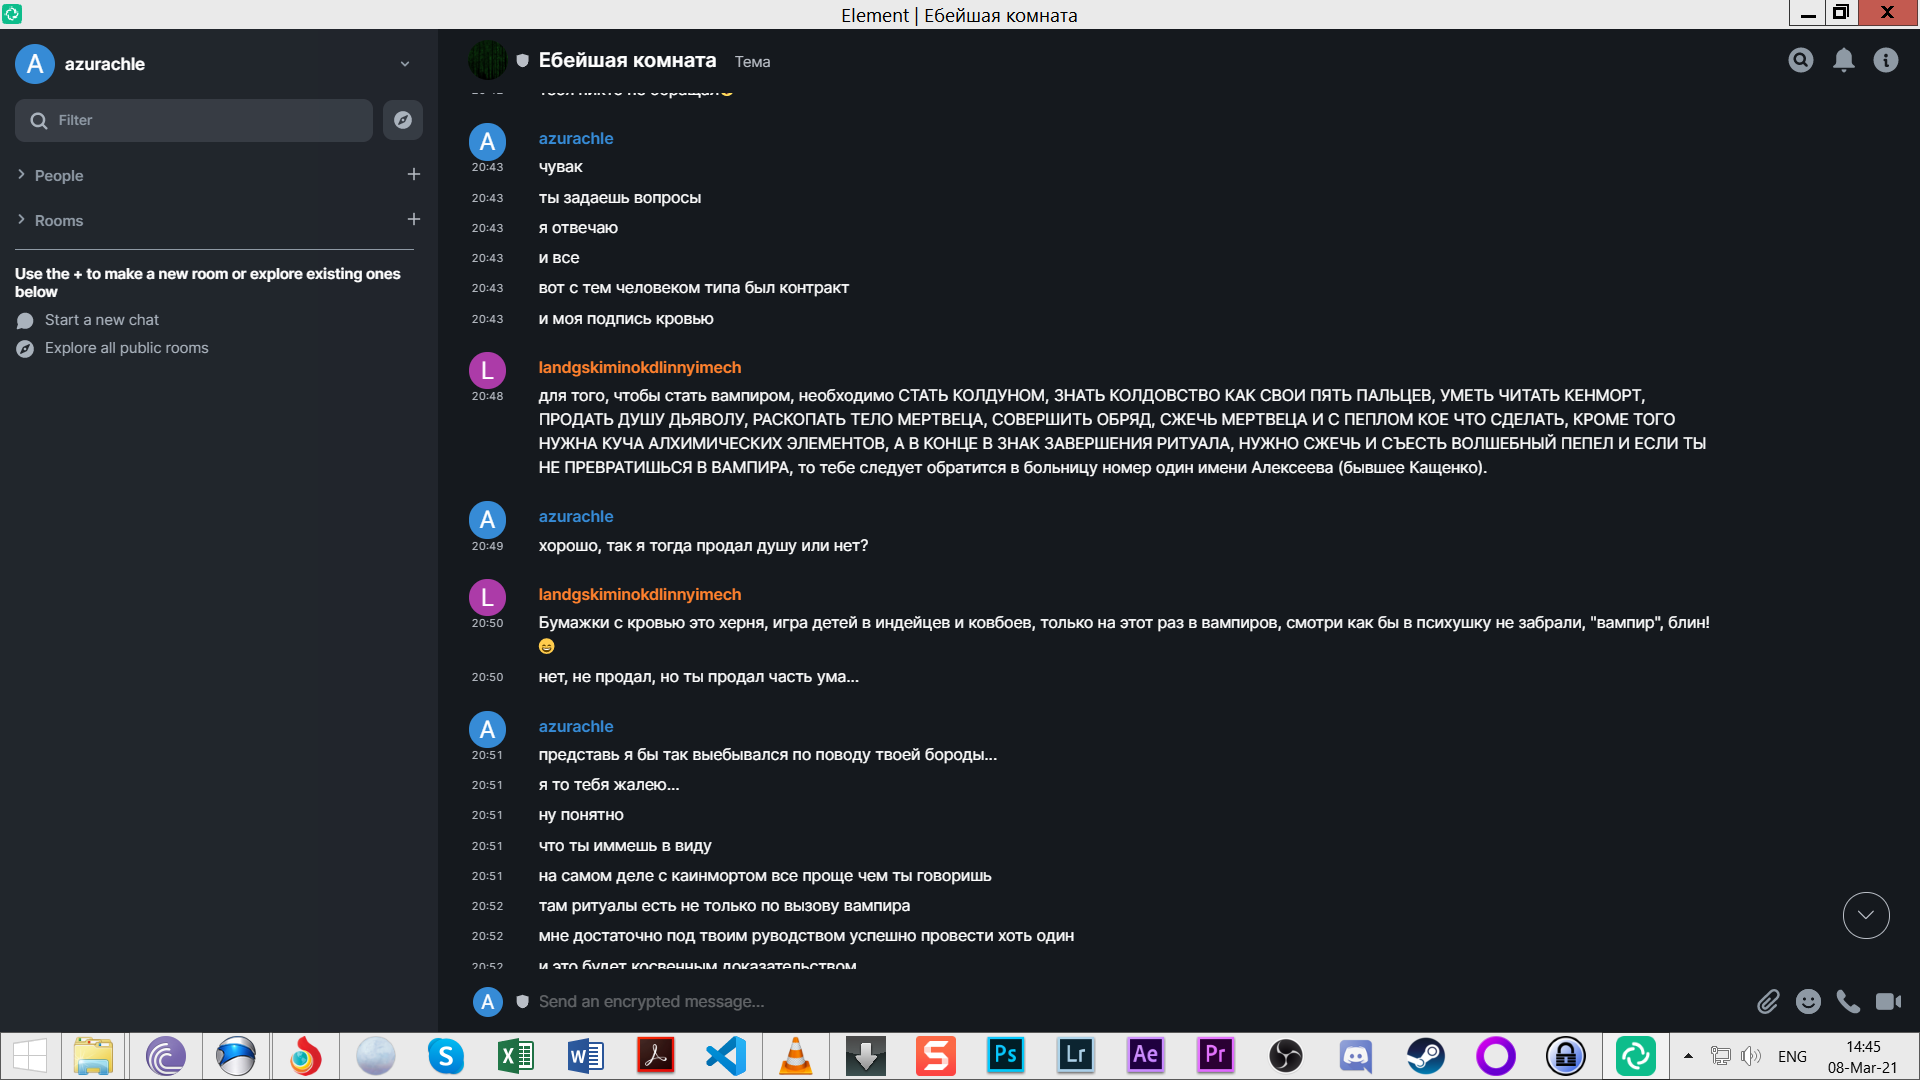 Element | Ебейшая комната
azurachle
Filter
People
Rooms
Use the + to make a new room or explore existing ones
below
Start a new chat
Explore all public rooms
Ебейшая комната Тема
azurachle
20:43 чувак
20:43 ты задаешь вопросы
20:43 я отвечаю
20:43 и все
20:43 вот с тем человеком типа был контракт
20:43 и моя подпись кровью
L landgskiminokdlinnyimech
20:48 для того, чтобы стать вампиром, необходимо СТАТЬ КОЛДУНОМ, ЗНАТЬ КОЛДОВСТВО КАК СВОИ ПЯТЬ ПАЛЬЦЕВ, УМЕТЬ ЧИТАТЬ КЕНМОРТ,
ПРОДАТЬ ДУШУ ДЬЯВОЛУ, РАСКОПАТЬ ТЕЛО МЕРТВЕЦА, СОВЕРШИТЬ ОБРЯД, СЖЕЧЬ МЕРТВЕЦА И С ПЕПЛОМ КОЕ ЧТО СДЕЛАТЬ, КРОМЕ ТОГО
НУЖНА КУЧА АЛХИМИЧЕСКИХ ЭЛЕМЕНТОВ, А В КОНЦЕ В ЗНАК ЗАВЕРШЕНИЯ РИТУАЛА, НУЖНО СЖЕЧЬ И СЪЕСТЬ ВОЛШЕБНЫЙ ПЕПЕЛ И ЕСЛИ ТЫ
НЕ ПРЕВРАТИШЬСЯ В ВАМПИРА, то тебе следует обратится в больницу номер один имени Алексеева (бывшее Кащенко).
A azurachle
20:49 хорошо, так я тогда продал душу или нет?
L landgskiminokdlinnyimech
20:50 Бумажки с кровью это херня, игра детей в индейцев и ковбоев, только на этот раз в вампиров, смотри как бы в психушку не забрали, "вампир", блин!
😄
20:50 нет, не продал, но ты продал часть ума...
A azurachle
20:51 представь я бы так выебывался по поводу твоей бороды...
20:51 я то тебя жалею...
20:51 ну понятно
20:51 что ты иммешь в виду
20:51 на самом деле с каинмортом все проще чем ты говоришь
20:52 там ритуалы есть не только по вызову вампира
20:52 мне достаточно под твоим руводством успешно провести хоть один
20:52 и это будет косвенным доказательством
A Send an encrypted message...
Ps Lr Ae Pr
ENG 14:45
08-Mar-21